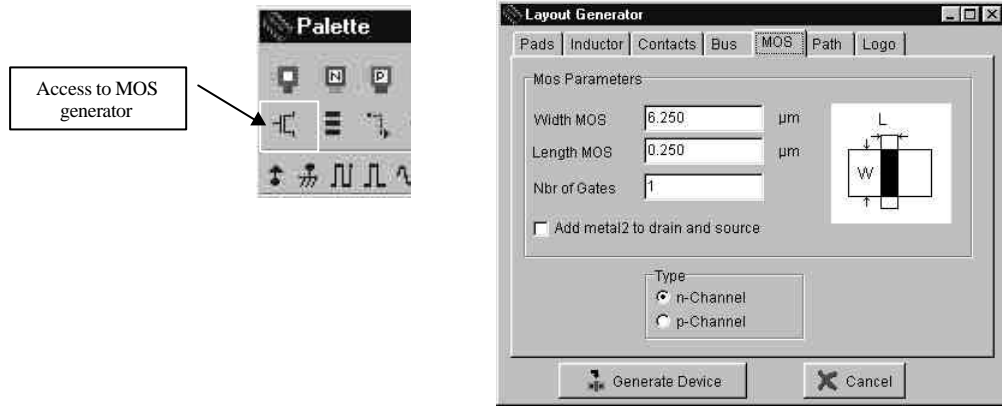 Palette
N P
Access to MOS
generator
Layout Generator
Pads Inductor Contacts Bus MOS Path Logo
Mos Parameters
Width MOS 6.250 µm
Length MOS 0.250 µm
Nbr of Gates 1
L
W
Add metal2 to drain and source
Type
n-Channel
p-Channel
Generate Device Cancel